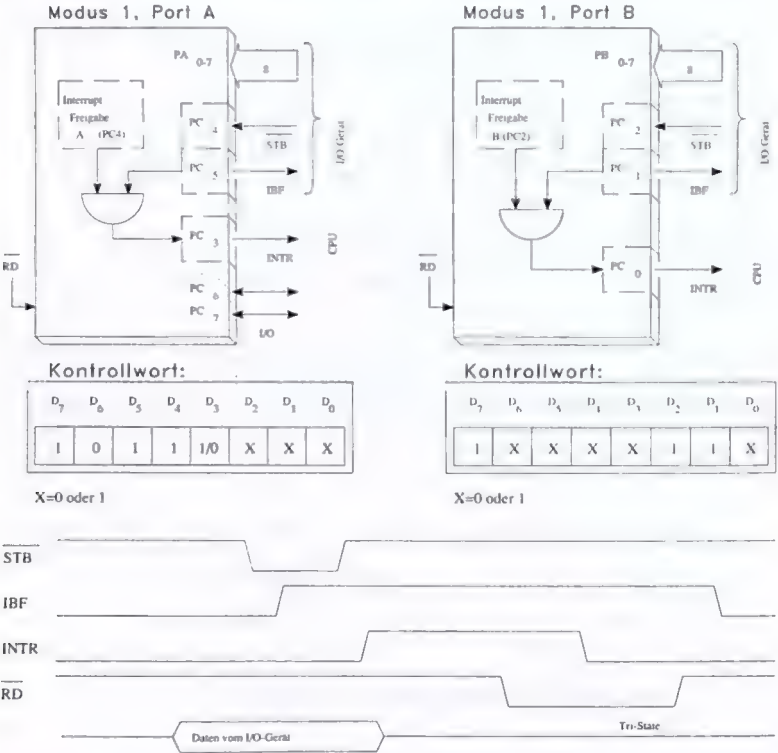 Modus 1, Port A
PA 0-7
8
Interrupt
Freigabe
A (PC4)
PC 4
STB
PC 5
IBF
I/O-Gerät
PC 3
INTR
CPU
RD
PC 6
PC 7
I/O
Modus 1, Port B
PB 0-7
8
Interrupt
Freigabe
B (PC2)
PC 2
STB
PC 1
IBF
I/O-Gerät
PC 0
INTR
CPU
RD
Kontrollwort:
D7 D6 D5 D4 D3 D2 D1 D0
1 0 1 1 1/0 X X X
X=0 oder 1
Kontrollwort:
D7 D6 D5 D4 D3 D2 D1 D0
1 X X X X 1 1 X
X=0 oder 1
STB
IBF
INTR
RD
Daten vom I/O-Gerät
Tri-State